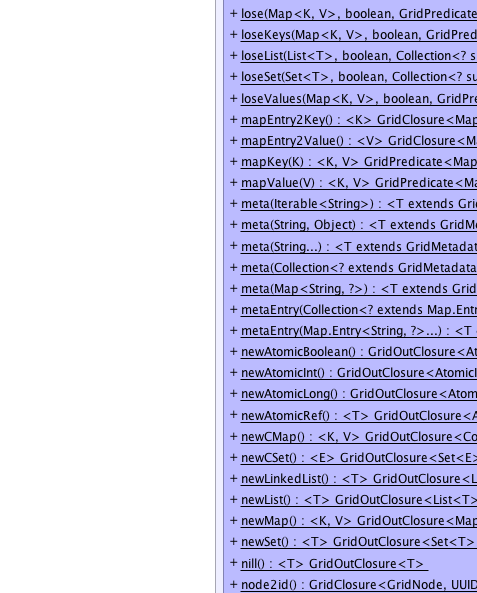 + lose(Map<K, V>, boolean, GridPredicate
+ loseKeys(Map<K, V>, boolean, GridPred
+ loseList(List<T>, boolean, Collection<? s
+ loseSet(Set<T>, boolean, Collection<? su
+ loseValues(Map<K, V>, boolean, GridPre
+ mapEntry2Key() : <K> GridClosure<Map
+ mapEntry2Value() : <V> GridClosure<Ma
+ mapKey(K) : <K, V> GridPredicate<Map
+ mapValue(V) : <K, V> GridPredicate<Ma
+ meta(Iterable<String>) : <T extends Grid
+ meta(String, Object) : <T extends GridMe
+ meta(String...) : <T extends GridMetadat
+ meta(Collection<? extends GridMetadata
+ meta(Map<String, ?>) : <T extends Grid
+ metaEntry(Collection<? extends Map.Entr
+ metaEntry(Map.Entry<String, ?>...) : <T
+ newAtomicBoolean() : GridOutClosure<At
+ newAtomicInt() : GridOutClosure<AtomicI
+ newAtomicLong() : GridOutClosure<Atom
+ newAtomicRef() : <T> GridOutClosure<A
+ newCMap() : <K, V> GridOutClosure<Co
+ newCSet() : <E> GridOutClosure<Set<E>
+ newLinkedList() : <T> GridOutClosure<L
+ newList() : <T> GridOutClosure<List<T>
+ newMap() : <K, V> GridOutClosure<Map
+ newSet() : <T> GridOutClosure<Set<T>
+ nill() : <T> GridOutClosure<T>
+ node2id() : GridClosure<GridNode, UUID